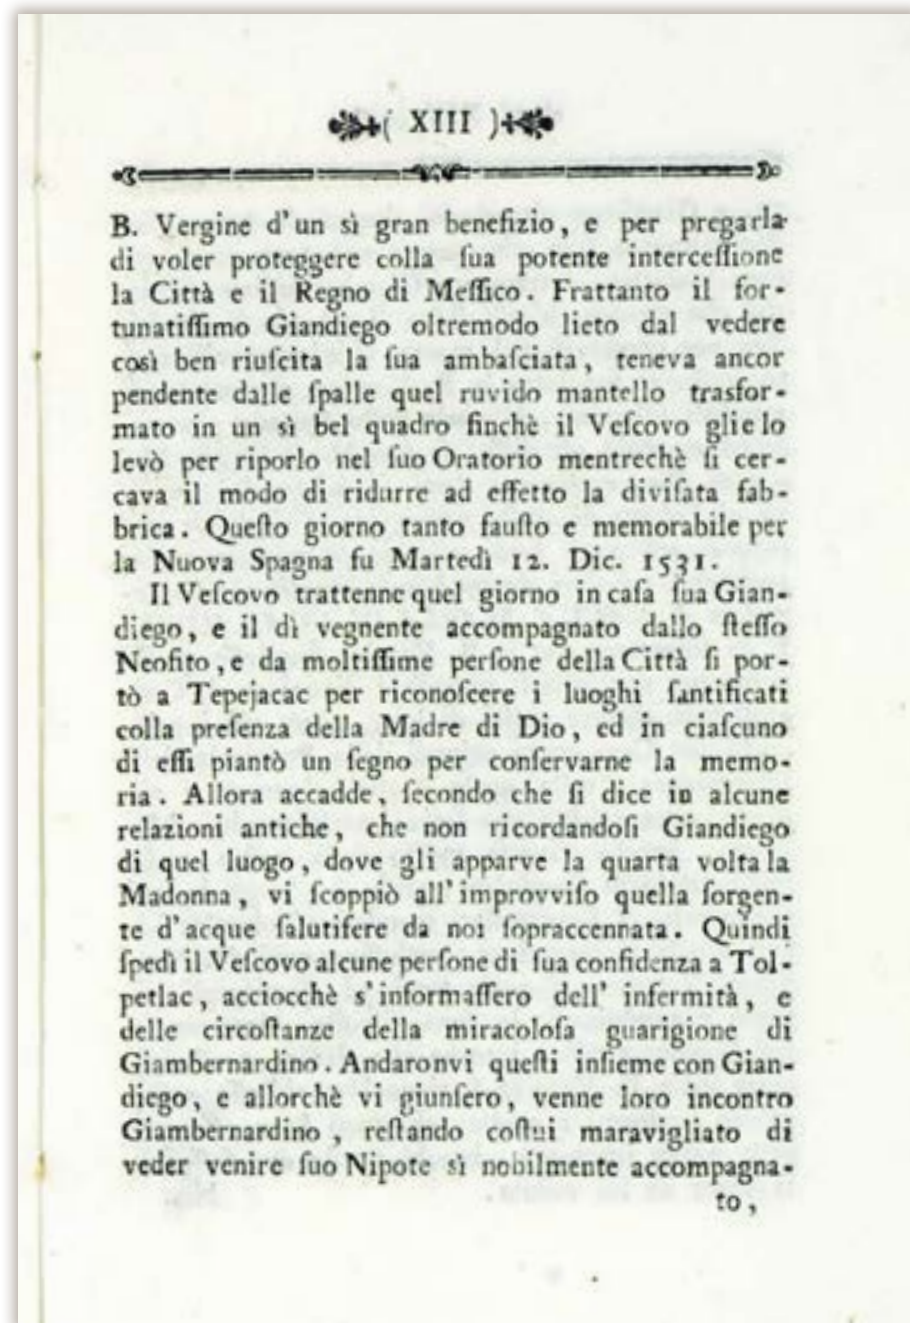 ( XIII )
B. Vergine d'un sì gran benefizio, e per pregarla
di voler proteggere colla ſua potente interceſſione
la Città e il Regno di Meſſico. Frattanto il for-
tunatiſſimo Giandiego oltremodo lieto dal vedere
così ben riuſcita la ſua ambaſciata, teneva ancor
pendente dalle ſpalle quel ruvido mantello trasfor-
mato in un sì bel quadro finchè il Veſcovo glie lo
levò per riporlo nel ſuo Oratorio mentrechè ſi cer-
cava il modo di ridurre ad effetto la diviſata fab-
brica. Queſto giorno tanto fauſto e memorabile per
la Nuova Spagna fu Martedì 12. Dic. 1531.
Il Veſcovo trattenne quel giorno in caſa ſua Gian-
diego, e il dì vegnente accompagnato dallo ſteſſo
Neofito, e da moltiſſime perſone della Città ſi por-
tò a Tepejacac per riconoſcere i luoghi ſantificati
colla preſenza della Madre di Dio, ed in ciaſcuno
di eſſi piantò un ſegno per conſervarne la memo-
ria. Allora accadde, ſecondo che ſi dice in alcune
relazioni antiche, che non ricordandoſi Giandiego
di quel luogo, dove gli apparve la quarta volta la
Madonna, vi ſcoppiò all'improvviſo quella ſorgen-
te d'acque ſalutifere da noi ſopraccennata. Quindi
ſpedì il Veſcovo alcune perſone di ſua confidenza a Tol-
petlac, acciocchè s'informaſſero dell' infermità, e
delle circoſtanze della miracoloſa guarigione di
Giambernardino. Andaronvi queſti inſieme con Gian-
diego, e allorchè vi giunſero, venne loro incontro
Giambernardino, reſtando coſtui maravigliato di
veder venire ſuo Nipote sì nobilmente accompagna-
to,